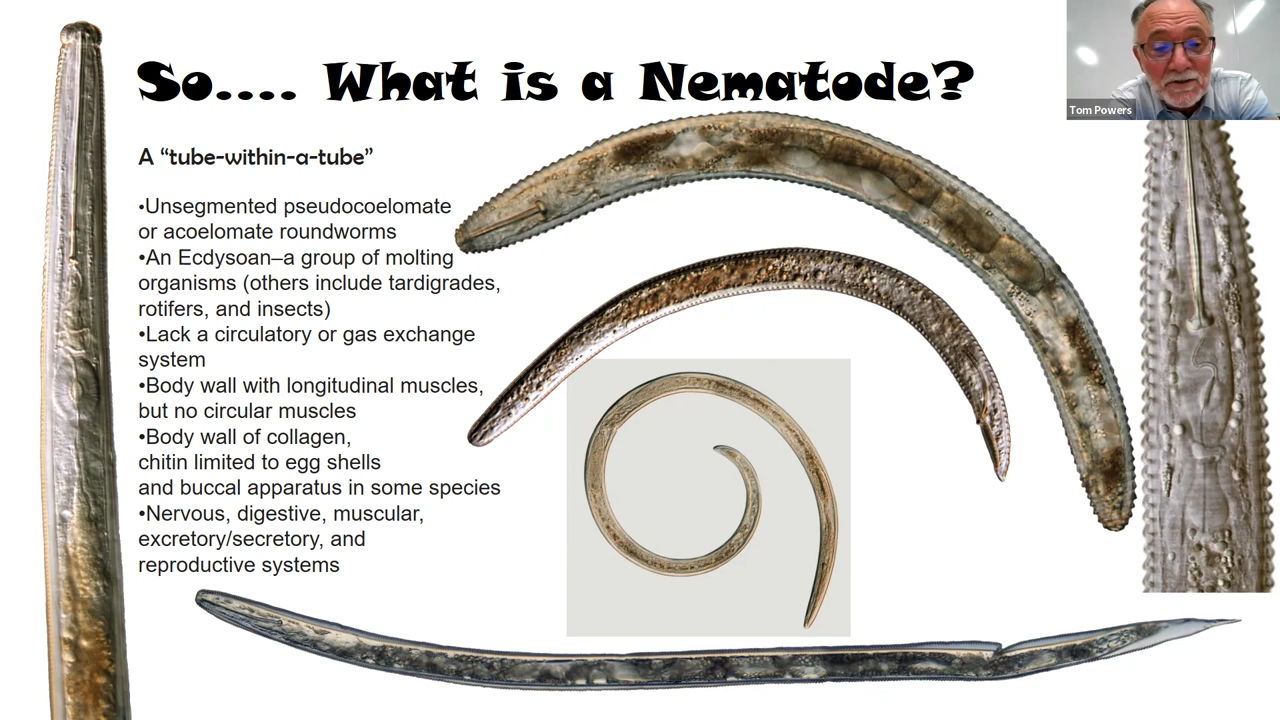 So.... What is a Nematode?
Tom Powers
A “tube-within-a-tube”
•Unsegmented pseudocoelomate
or acoelomate roundworms
•An Ecdysoan–a group of molting
organisms (others include tardigrades,
rotifers, and insects)
•Lack a circulatory or gas exchange
system
•Body wall with longitudinal muscles,
but no circular muscles
•Body wall of collagen,
chitin limited to egg shells
and buccal apparatus in some species
•Nervous, digestive, muscular,
excretory/secretory, and
reproductive systems